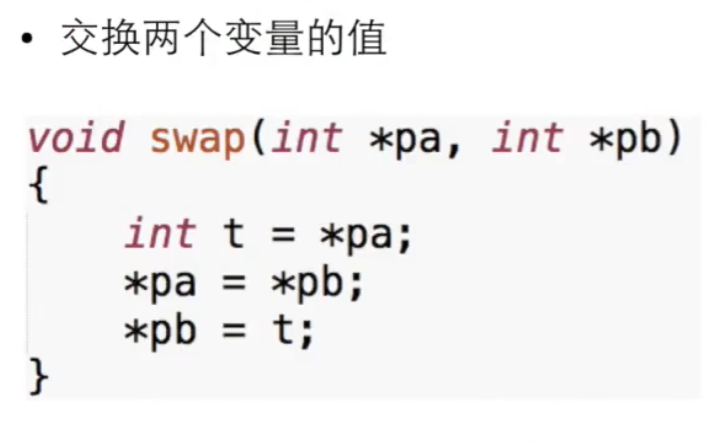 • 交换两个变量的值
void swap(int *pa, int *pb)
{
    int t = *pa;
    *pa = *pb;
    *pb = t;
}